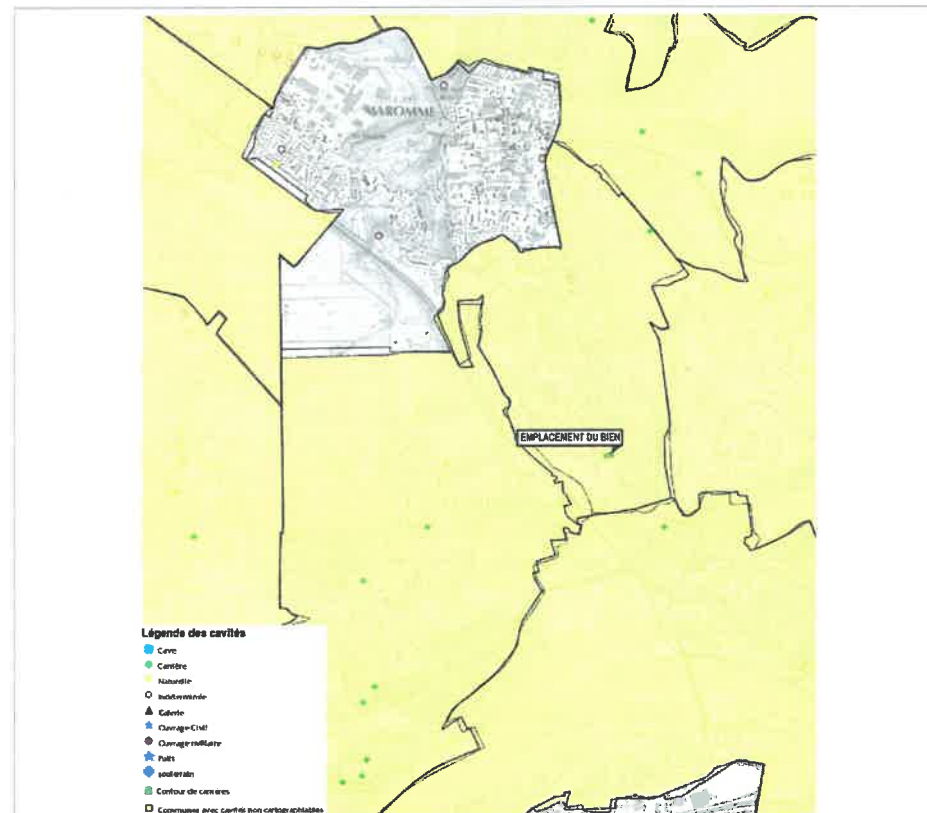 MAROMME
EMPLACEMENT DU BIEN
Légende des cavités
Cave
Carrière
Naturelle
Indéterminée
Galerie
Ouvrage Civil
Ouvrage militaire
Puits
souterrain
Contour de carrières
Communes avec cavités non cartographiables